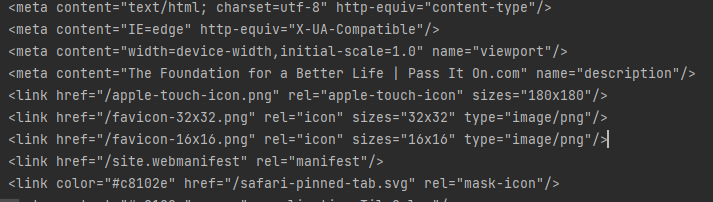 <meta content="text/html; charset=utf-8" http-equiv="content-type"/>
<meta content="IE=edge" http-equiv="X-UA-Compatible"/>
<meta content="width=device-width,initial-scale=1.0" name="viewport"/>
<meta content="The Foundation for a Better Life | Pass It On.com" name="description"/>
<link href="/apple-touch-icon.png" rel="apple-touch-icon" sizes="180x180"/>
<link href="/favicon-32x32.png" rel="icon" sizes="32x32" type="image/png"/>
<link href="/favicon-16x16.png" rel="icon" sizes="16x16" type="image/png"/>
<link href="/site.webmanifest" rel="manifest"/>
<link color="#c8102e" href="/safari-pinned-tab.svg" rel="mask-icon"/>